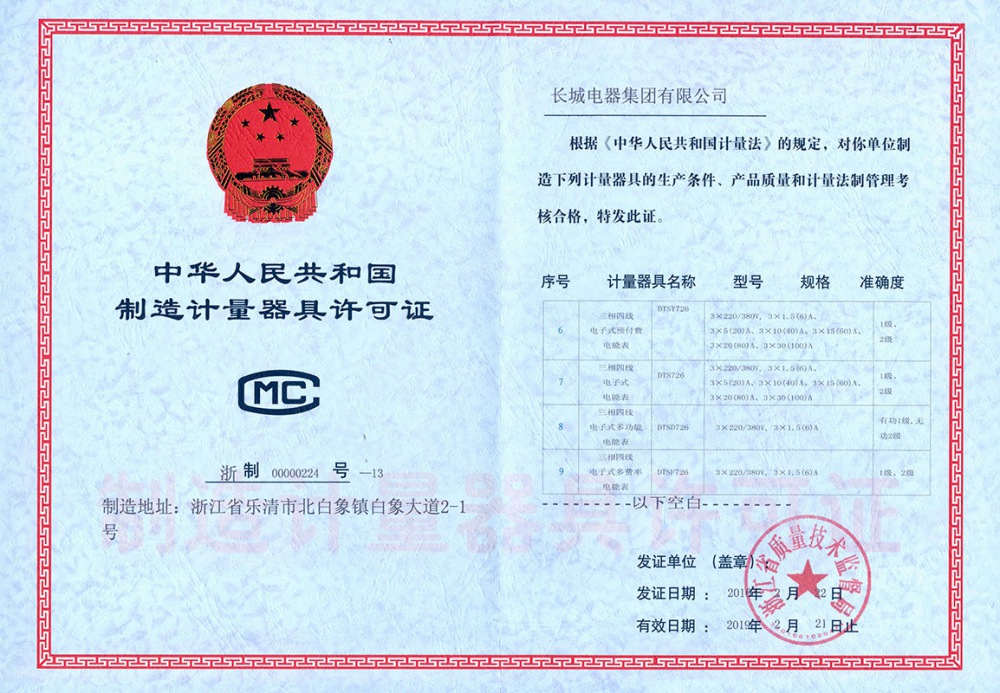 中华人民共和国
制造计量器具许可证
MC
浙 制 00000224 号 —13
制造地址：浙江省乐清市北白象镇白象大道2-1
号
长城电器集团有限公司
根据《中华人民共和国计量法》的规定，对你单位制
造下列计量器具的生产条件、产品质量和计量法制管理考
核合格，特发此证。
序号 计量器具名称 型号 规格 准确度
6 三相四线 电子式预付费 电能表 DTSY726 3×220/380V, 3×1.5(6)A、 3×5(20)A、3×10(40)A、3×15(60)A、 3×20(80)A、3×30(100)A 1级、 2级
7 三相四线 电子式 电能表 DTS726 3×220/380V, 3×1.5(6)A、 3×5(20)A、3×10(40)A、3×15(60)A、 3×20(80)A、3×30(100)A 1级、 2级
8 三相四线 电子式多功能 电能表 DTSD726 3×220/380V, 3×1.5(6)A 有功1级, 无 功2级
9 三相四线 电子式多费率 电能表 DTSF726 3×220/380V, 3×1.5(6)A 1级、2级
----------以下空白----------
制造计量器具许可证
发证单位 （盖章）：
发证日期： 年 2 月 22 日
有效日期： 2019 年 2 月 21 日止
浙江省质量技术监督局